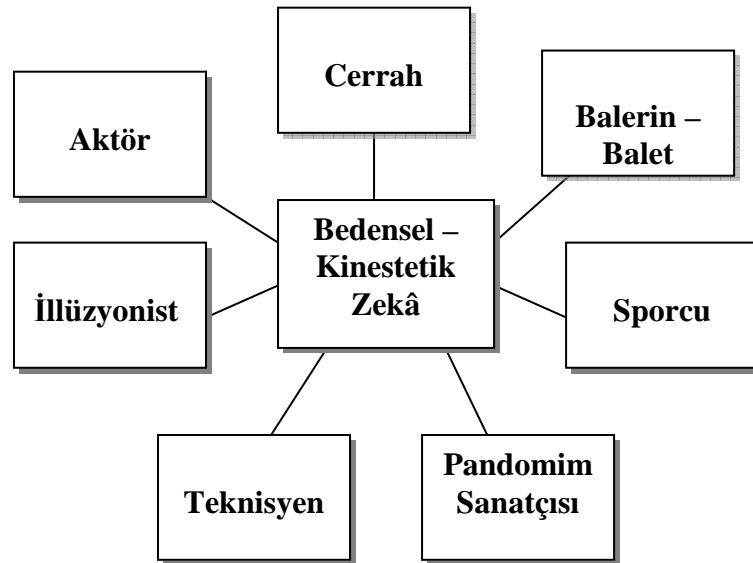 Cerrah
Aktör
Balerin –
Balet
Bedensel –
Kinestetik
Zekâ
İllüzyonist
Sporcu
Teknisyen
Pandomim
Sanatçısı